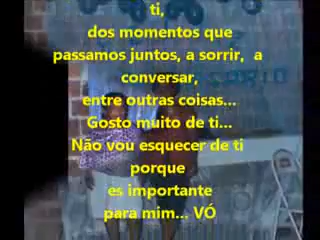 ti,
dos momentos que
passamos juntos, a sorrir, a
conversar,
entre outras coisas...
Gosto muito de ti...
Não vou esquecer de ti
porque
es importante
para mim... VÓ